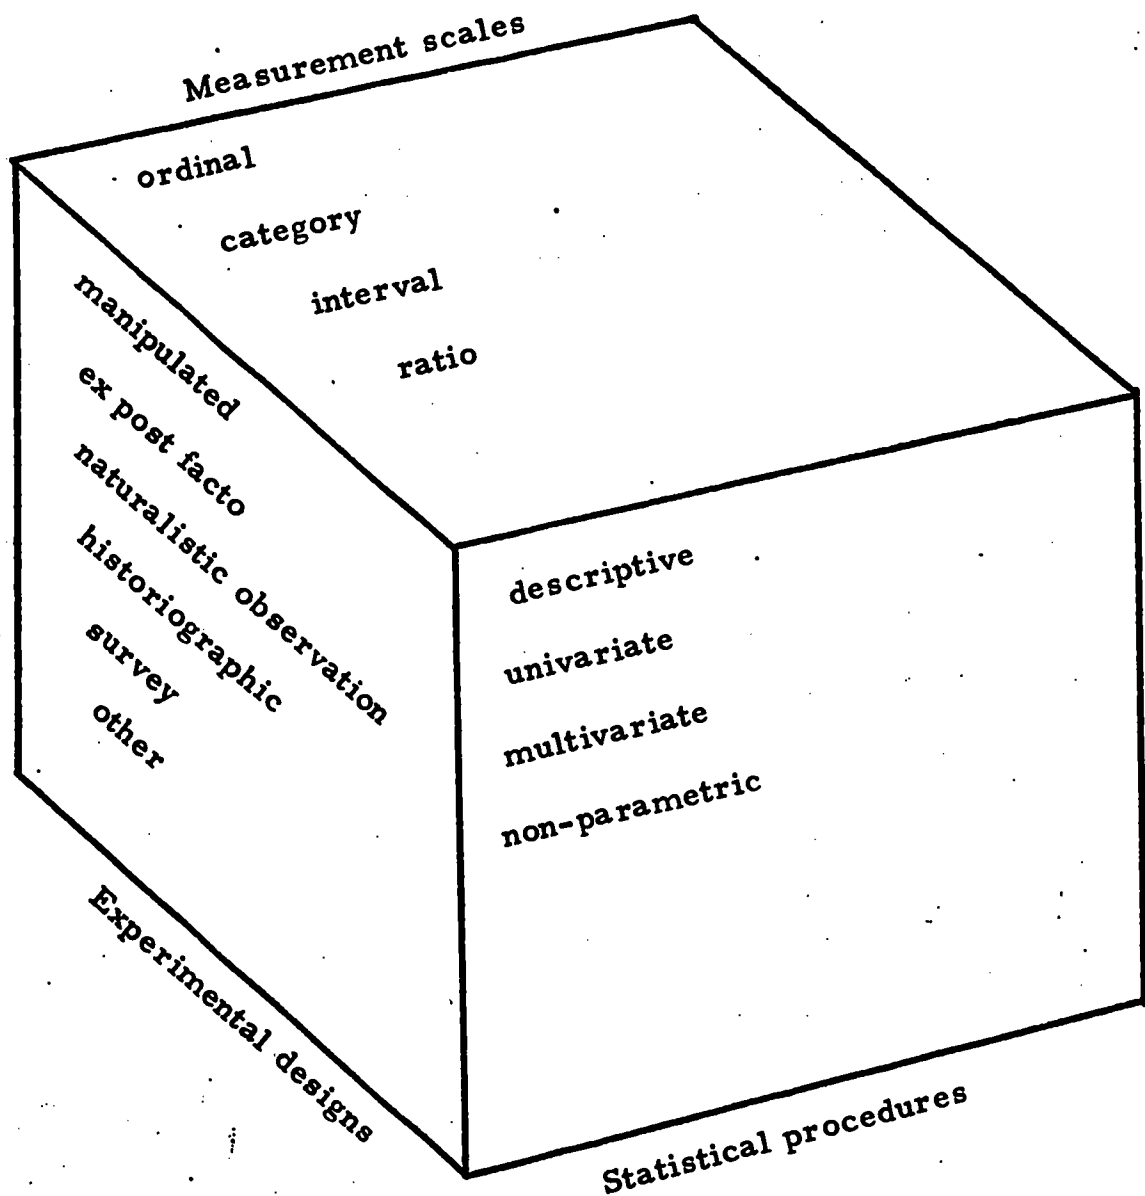 Measurement scales
ordinal
category
interval
ratio
manipulated
ex post facto
naturalistic observation
historiographic
survey
other
Experimental designs
descriptive
univariate
multivariate
non-parametric
Statistical procedures